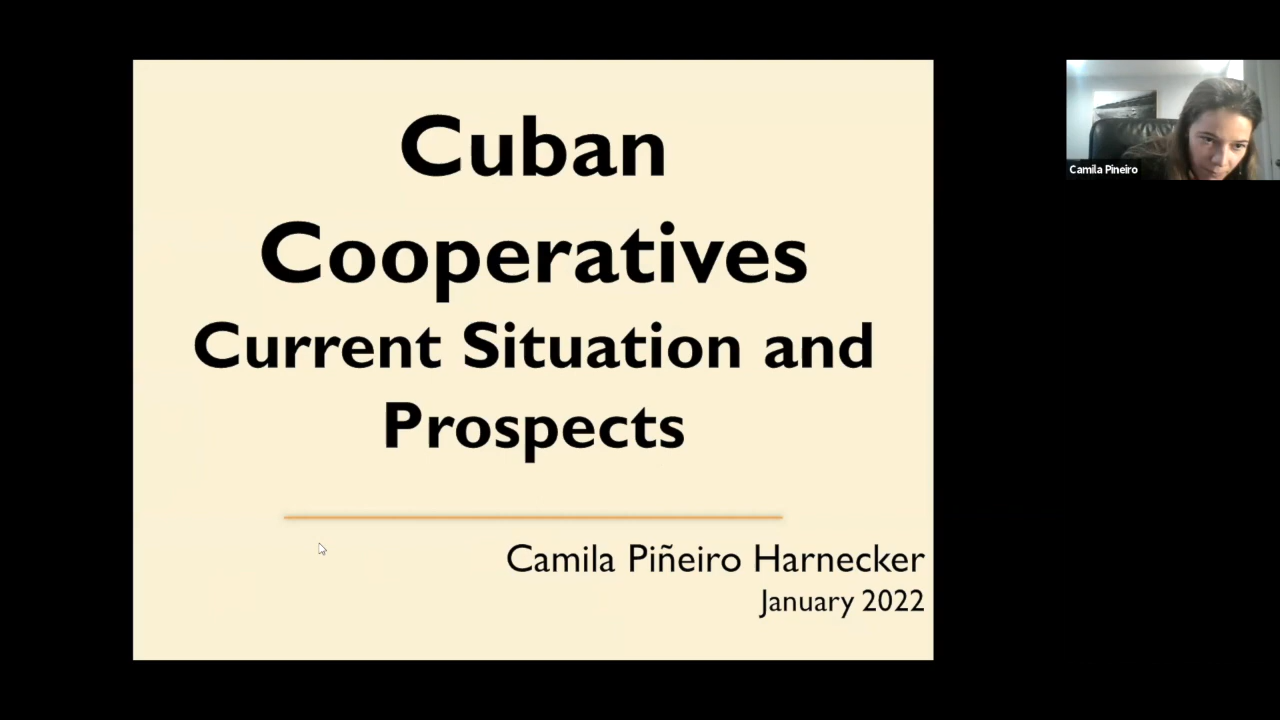 Cuban
Cooperatives
Current Situation and
Prospects
Camila Piñeiro Harnecker
January 2022
Camila Pineiro